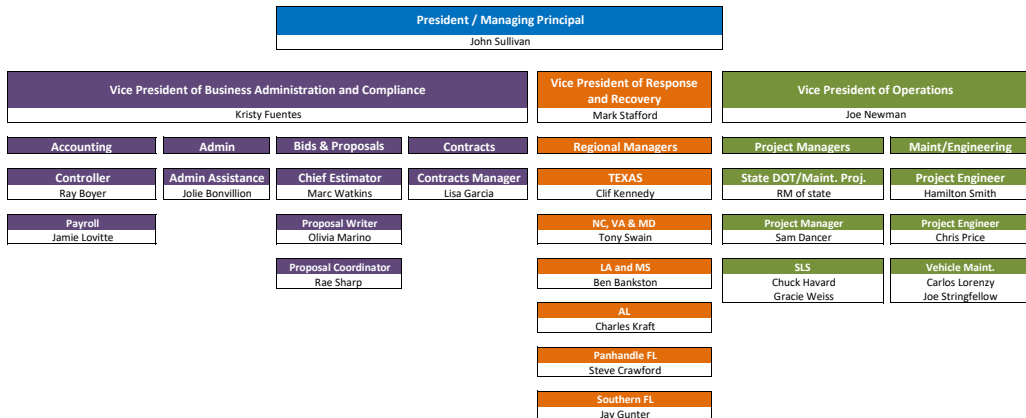 President / Managing Principal
John Sullivan
Vice President of Business Administration and Compliance
Kristy Fuentes
Vice President of Response
and Recovery
Mark Stafford
Vice President of Operations
Joe Newman
Accounting
Admin
Bids & Proposals
Contracts
Regional Managers
Project Managers
Maint/Engineering
Controller
Ray Boyer
Admin Assistance
Jolie Bonvillion
Chief Estimator
Marc Watkins
Contracts Manager
Lisa Garcia
TEXAS
Clif Kennedy
State DOT/Maint. Proj.
RM of state
Project Engineer
Hamilton Smith
Payroll
Jamie Lovitte
Proposal Writer
Olivia Marino
NC, VA & MD
Tony Swain
Project Manager
Sam Dancer
Project Engineer
Chris Price
Proposal Coordinator
Rae Sharp
LA and MS
Ben Bankston
SLS
Chuck Havard
Gracie Weiss
Vehicle Maint.
Carlos Lorenzy
Joe Stringfellow
AL
Charles Kraft
Panhandle FL
Steve Crawford
Southern FL
Jay Gunter